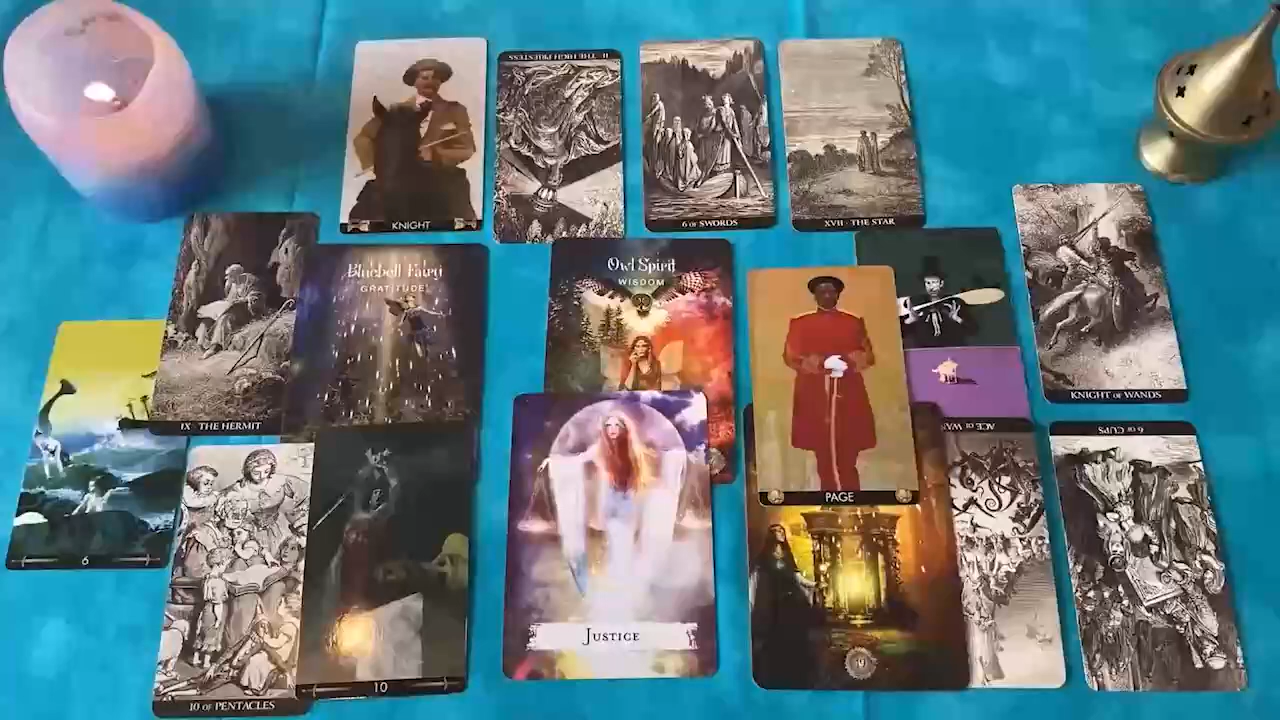 KNIGHT
II · THE HIGH PRIESTESS
6 OF SWORDS
XVII · THE STAR
IX · THE HERMIT
Bluebell Fairy
GRATITUDE
Owl Spirit
WISDOM
PAGE
KNIGHT OF WANDS
6
10 OF PENTACLES
10
JUSTICE
ACE OF WAN
6 OF CUPS